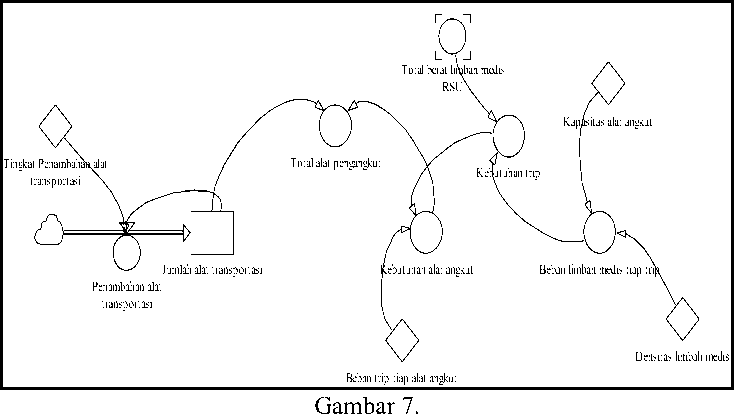 Total berat limbah medis
RSU
Kapasitas alat angkut
Tingkat Penambahan alat
transportasi
Total alat pengangkut
Kebutuhan trip
Jumlah alat transportasi
Kebutuhan alat angkut
Beban limbah medis tiap trip
Penambahan alat
transportasi
Densitas limbah medis
Beban trip tiap alat angkut
Gambar 7.